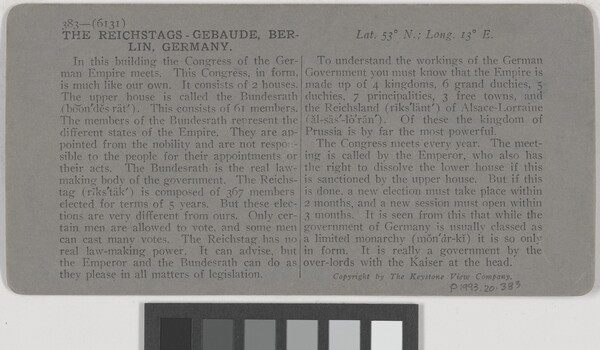 383—(6131)
THE REICHSTAGS-GEBAUDE, BER-
LIN, GERMANY.
Lat. 53° N.; Long. 13° E.
In this building the Congress of the Ger-
man Empire meets. This Congress, in form,
is much like our own. It consists of 2 houses.
The upper house is called the Bundesrath
(bŏŏn'dĕs rät'). This consists of 61 members.
The members of the Bundesrath represent the
different states of the Empire. They are ap-
pointed from the nobility and are not respon-
sible to the people for their appointments or
their acts. The Bundesrath is the real law-
making body of the government. The Reichs-
tag (rīks'täk') is composed of 367 members
elected for terms of 5 years. But these elec-
tions are very different from ours. Only cer-
tain men are allowed to vote, and some men
can cast many votes. The Reichstag has no
real law-making power. It can advise, but
the Emperor and the Bundesrath can do as
they please in all matters of legislation.
To understand the workings of the German
Government you must know that the Empire is
made up of 4 kingdoms, 6 grand duchies, 5
duchies, 7 principalities, 3 free towns, and
the Reichsland (rīks'länt') of Alsace-Lorraine
(ăl-săs'-lô'rân'). Of these the kingdom of
Prussia is by far the most powerful.
The Congress meets every year. The meet-
ing is called by the Emperor, who also has
the right to dissolve the lower house if this
is sanctioned by the upper house. But if this
is done, a new election must take place within
2 months, and a new session must open within
3 months. It is seen from this that while the
government of Germany is usually classed as
a limited monarchy (mŏn'är-kĭ) it is so only
in form. It is really a government by the
over-lords with the Kaiser at the head.
Copyright by The Keystone View Company.
P.1993.20.383